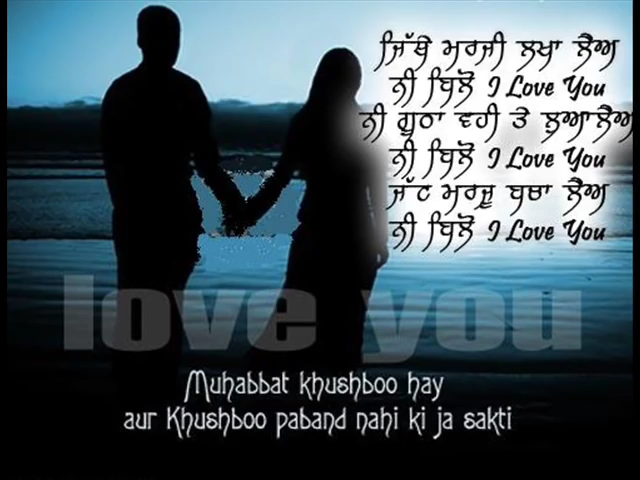 ਜਿੱਥੇ ਮਰਜੀ ਲਖਾ ਲੈਅ
ਨੀ ਬਿਲੋਂ I Love You
ਨੀ ਗੂਠਾ ਵਹੀ ਤੇ ਲੁਆਲੈਅ
ਨੀ ਬਿਲੋਂ I Love You
ਜੱਟ ਮਰਜੂ ਬਚਾ ਲੈਅ
ਨੀ ਬਿਲੋਂ I Love You
love you
Muhabbat khushboo hay
aur Khushboo paband nahi ki ja sakti